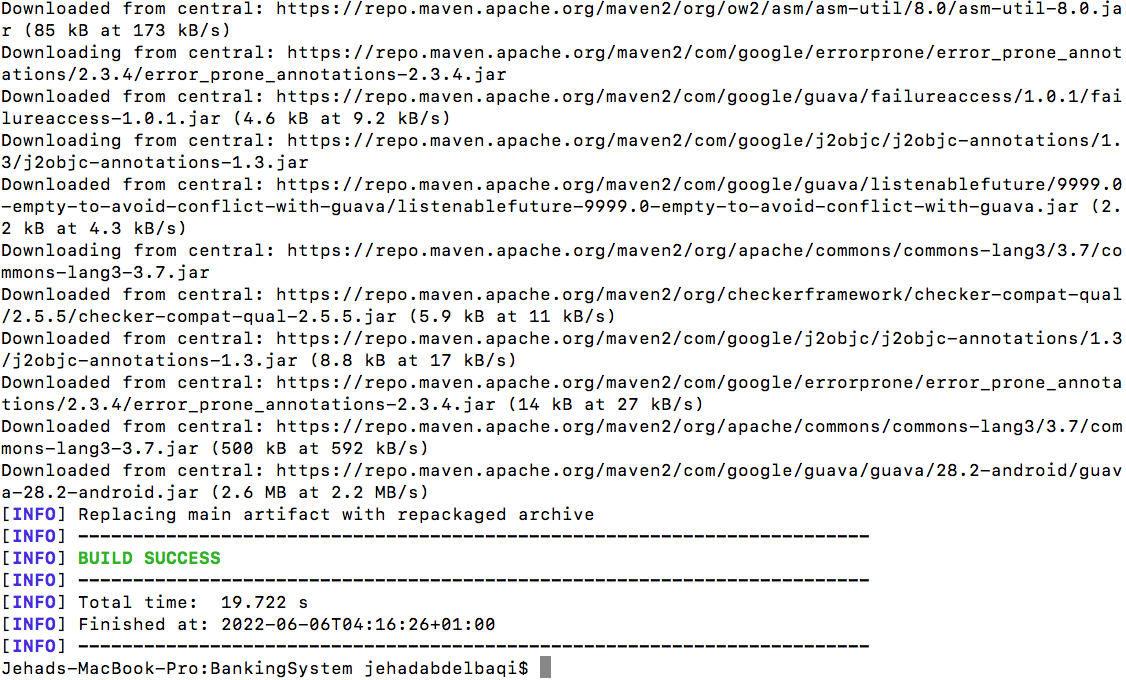 Downloaded from central: https://repo.maven.apache.org/maven2/org/ow2/asm/asm-util/8.0/asm-util-8.0.ja
r (85 kB at 173 kB/s)
Downloading from central: https://repo.maven.apache.org/maven2/com/google/errorprone/error_prone_annot
ations/2.3.4/error_prone_annotations-2.3.4.jar
Downloaded from central: https://repo.maven.apache.org/maven2/com/google/guava/failureaccess/1.0.1/fai
lureaccess-1.0.1.jar (4.6 kB at 9.2 kB/s)
Downloading from central: https://repo.maven.apache.org/maven2/com/google/j2objc/j2objc-annotations/1.
3/j2objc-annotations-1.3.jar
Downloaded from central: https://repo.maven.apache.org/maven2/com/google/guava/listenablefuture/9999.0
-empty-to-avoid-conflict-with-guava/listenablefuture-9999.0-empty-to-avoid-conflict-with-guava.jar (2.
2 kB at 4.3 kB/s)
Downloading from central: https://repo.maven.apache.org/maven2/org/apache/commons/commons-lang3/3.7/co
mmons-lang3-3.7.jar
Downloaded from central: https://repo.maven.apache.org/maven2/org/checkerframework/checker-compat-qual
/2.5.5/checker-compat-qual-2.5.5.jar (5.9 kB at 11 kB/s)
Downloaded from central: https://repo.maven.apache.org/maven2/com/google/j2objc/j2objc-annotations/1.3
/j2objc-annotations-1.3.jar (8.8 kB at 17 kB/s)
Downloaded from central: https://repo.maven.apache.org/maven2/com/google/errorprone/error_prone_annota
tions/2.3.4/error_prone_annotations-2.3.4.jar (14 kB at 27 kB/s)
Downloaded from central: https://repo.maven.apache.org/maven2/org/apache/commons/commons-lang3/3.7/com
mons-lang3-3.7.jar (500 kB at 592 kB/s)
Downloaded from central: https://repo.maven.apache.org/maven2/com/google/guava/guava/28.2-android/guav
a-28.2-android.jar (2.6 MB at 2.2 MB/s)
[INFO] Replacing main artifact with repackaged archive
[INFO] ------------------------------------------------------------------------
[INFO] BUILD SUCCESS
[INFO] ------------------------------------------------------------------------
[INFO] Total time:  19.722 s
[INFO] Finished at: 2022-06-06T04:16:26+01:00
[INFO] ------------------------------------------------------------------------
Jehads-MacBook-Pro:BankingSystem jehadabdelbaqi$